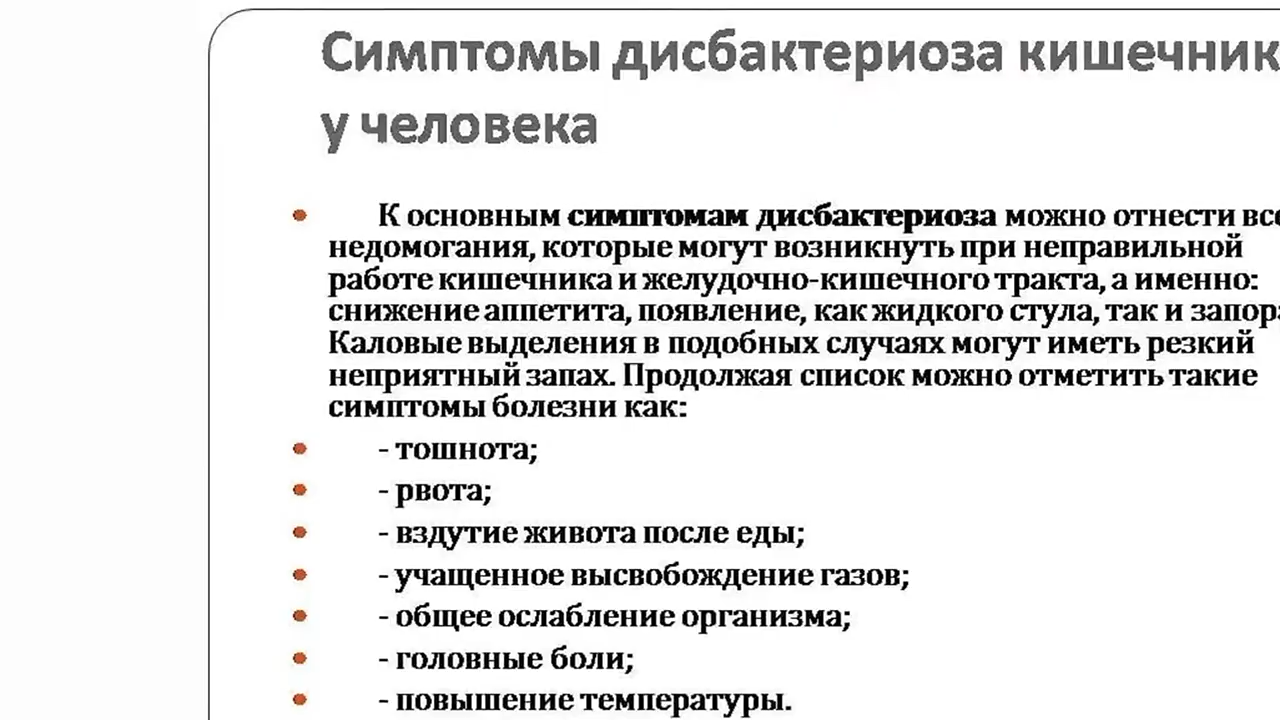 Симптомы дисбактериоза кишечник
у человека
К основным симптомам дисбактериоза можно отнести все
недомогания, которые могут возникнуть при неправильной
работе кишечника и желудочно-кишечного тракта, а именно:
снижение аппетита, появление, как жидкого стула, так и запор
Каловые выделения в подобных случаях могут иметь резкий
неприятный запах. Продолжая список можно отметить такие
симптомы болезни как:
- тошнота;
- рвота;
- вздутие живота после еды;
- учащенное высвобождение газов;
- общее ослабление организма;
- головные боли;
- повышение температуры.